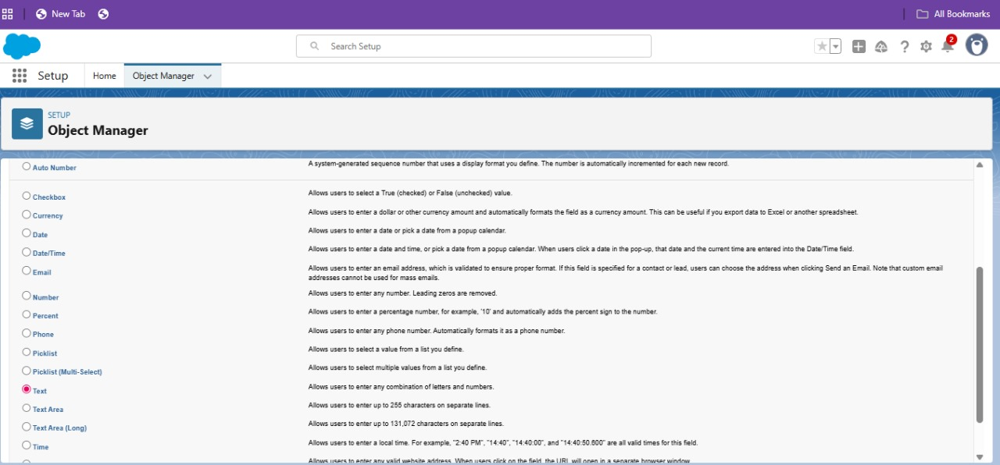 New Tab
All Bookmarks
Search Setup
2
Setup
Home
Object Manager
SETUP
Object Manager
Auto Number A system-generated sequence number that uses a display format you define. The number is automatically incremented for each new record.
Checkbox Allows users to select a True (checked) or False (unchecked) value.
Currency Allows users to enter a dollar or other currency amount and automatically formats the field as a currency amount. This can be useful if you export data to Excel or another spreadsheet.
Date Allows users to enter a date or pick a date from a popup calendar.
Date/Time Allows users to enter a date and time, or pick a date from a popup calendar. When users click a date in the pop-up, that date and the current time are entered into the Date/Time field.
Email Allows users to enter an email address, which is validated to ensure proper format. If this field is specified for a contact or lead, users can choose the address when clicking Send an Email. Note that custom email
addresses cannot be used for mass emails.
Number Allows users to enter any number. Leading zeros are removed.
Percent Allows users to enter a percentage number, for example, '10' and automatically adds the percent sign to the number.
Phone Allows users to enter any phone number. Automatically formats it as a phone number.
Picklist Allows users to select a value from a list you define.
Picklist (Multi-Select) Allows users to select multiple values from a list you define.
Text Allows users to enter any combination of letters and numbers.
Text Area Allows users to enter up to 255 characters on separate lines.
Text Area (Long) Allows users to enter up to 131,072 characters on separate lines.
Time Allows users to enter a local time. For example, "2:40 PM", "14:40", "14:40:00", and "14:40:50.600" are all valid times for this field.
Allows users to enter any valid website address. When users click on the field, the URL will open in a separate browser window.